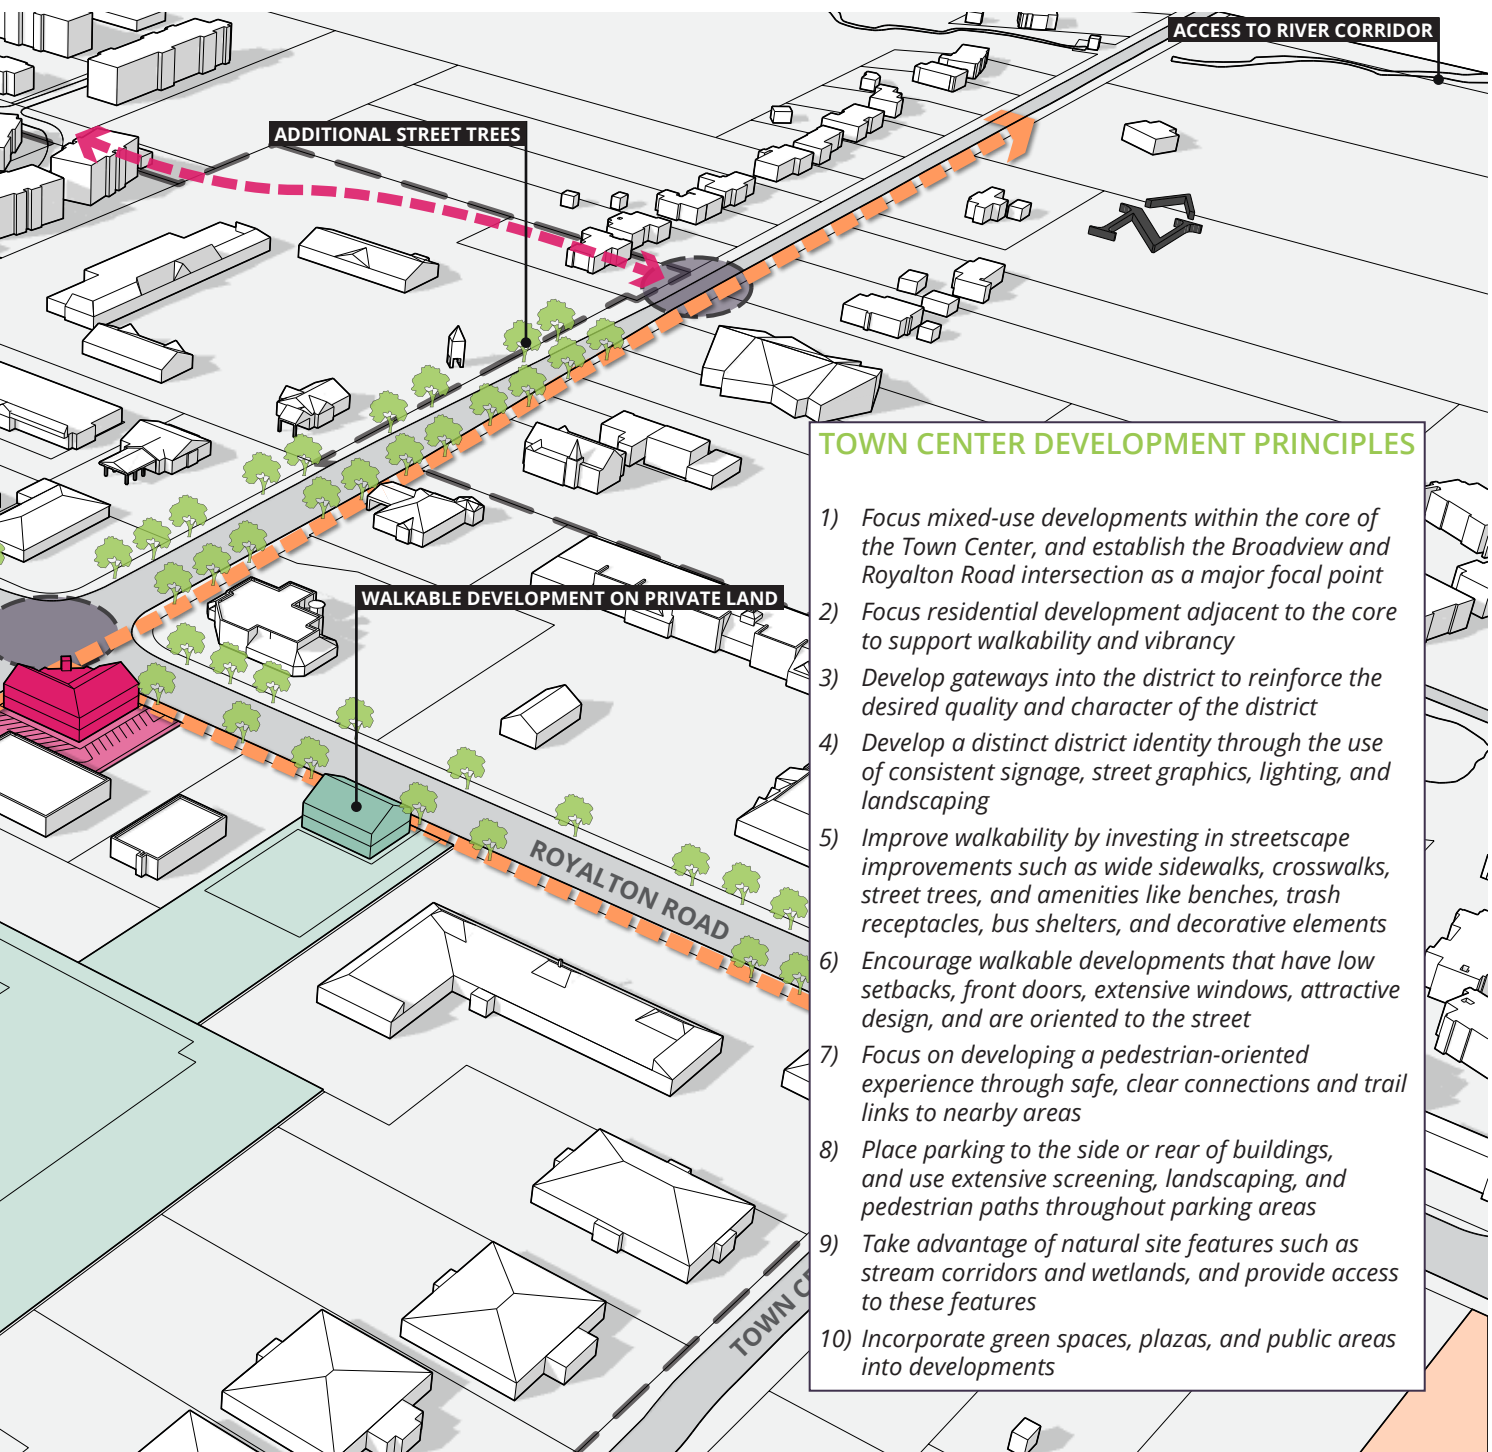 ACCESS TO RIVER CORRIDOR
ADDITIONAL STREET TREES
WALKABLE DEVELOPMENT ON PRIVATE LAND
ROYALTON ROAD
TOWN
TOWN CENTER DEVELOPMENT PRINCIPLES
1) Focus mixed-use developments within the core of
the Town Center, and establish the Broadview and
Royalton Road intersection as a major focal point
2) Focus residential development adjacent to the core
to support walkability and vibrancy
3) Develop gateways into the district to reinforce the
desired quality and character of the district
4) Develop a distinct district identity through the use
of consistent signage, street graphics, lighting, and
landscaping
5) Improve walkability by investing in streetscape
improvements such as wide sidewalks, crosswalks,
street trees, and amenities like benches, trash
receptacles, bus shelters, and decorative elements
6) Encourage walkable developments that have low
setbacks, front doors, extensive windows, attractive
design, and are oriented to the street
7) Focus on developing a pedestrian-oriented
experience through safe, clear connections and trail
links to nearby areas
8) Place parking to the side or rear of buildings,
and use extensive screening, landscaping, and
pedestrian paths throughout parking areas
9) Take advantage of natural site features such as
stream corridors and wetlands, and provide access
to these features
10) Incorporate green spaces, plazas, and public areas
into developments